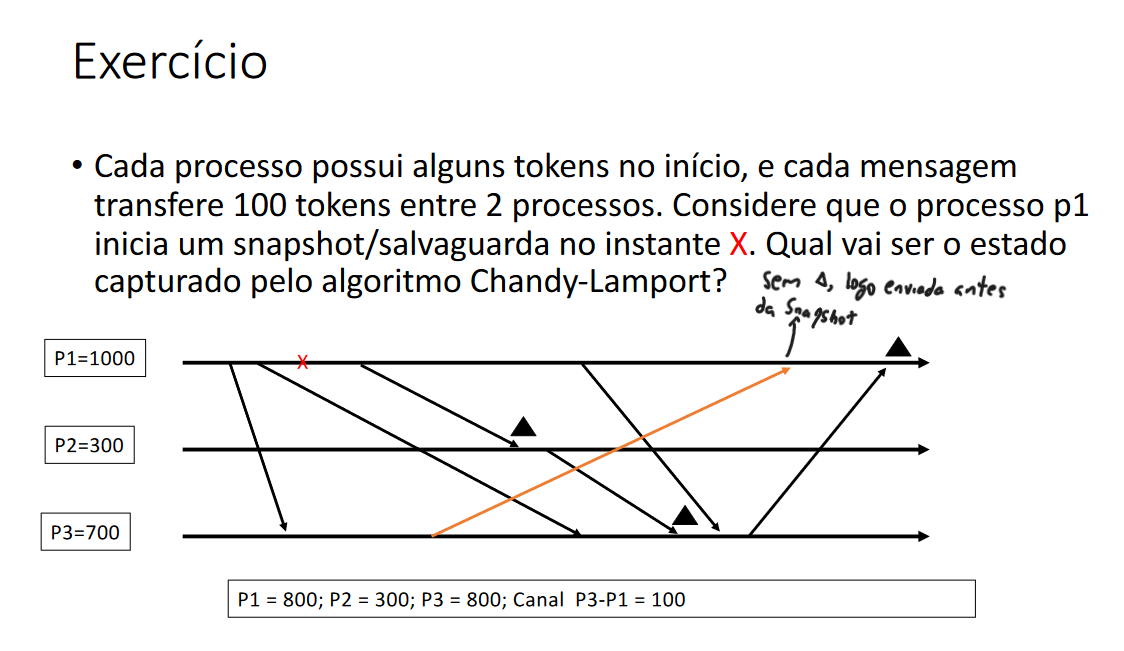 Exercício
• Cada processo possui alguns tokens no início, e cada mensagem
transfere 100 tokens entre 2 processos. Considere que o processo p1
inicia um snapshot/salvaguarda no instante X. Qual vai ser o estado
capturado pelo algoritmo Chandy-Lamport?
Sem Δ, logo enviada antes
da Snapshot
P1=1000
X
P2=300
P3=700
P1 = 800; P2 = 300; P3 = 800; Canal P3-P1 = 100